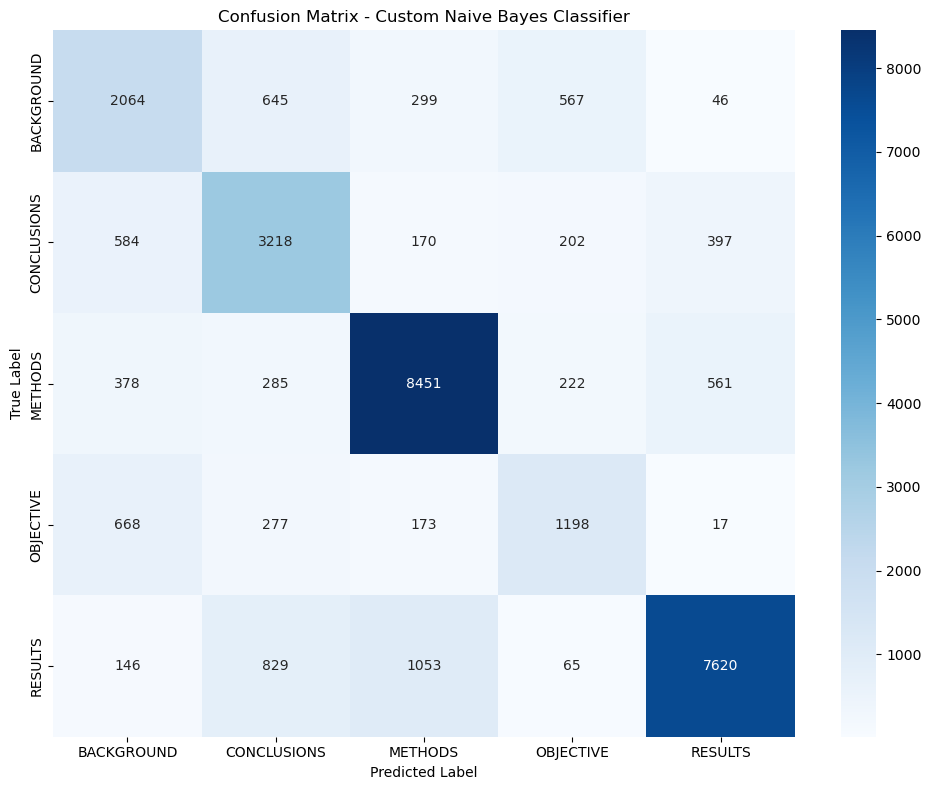 Confusion Matrix - Custom Naive Bayes Classifier
True Label
BACKGROUND 2064 645 299 567 46
CONCLUSIONS 584 3218 170 202 397
METHODS 378 285 8451 222 561
OBJECTIVE 668 277 173 1198 17
RESULTS 146 829 1053 65 7620
BACKGROUND CONCLUSIONS METHODS OBJECTIVE RESULTS
Predicted Label
8000
7000
6000
5000
4000
3000
2000
1000